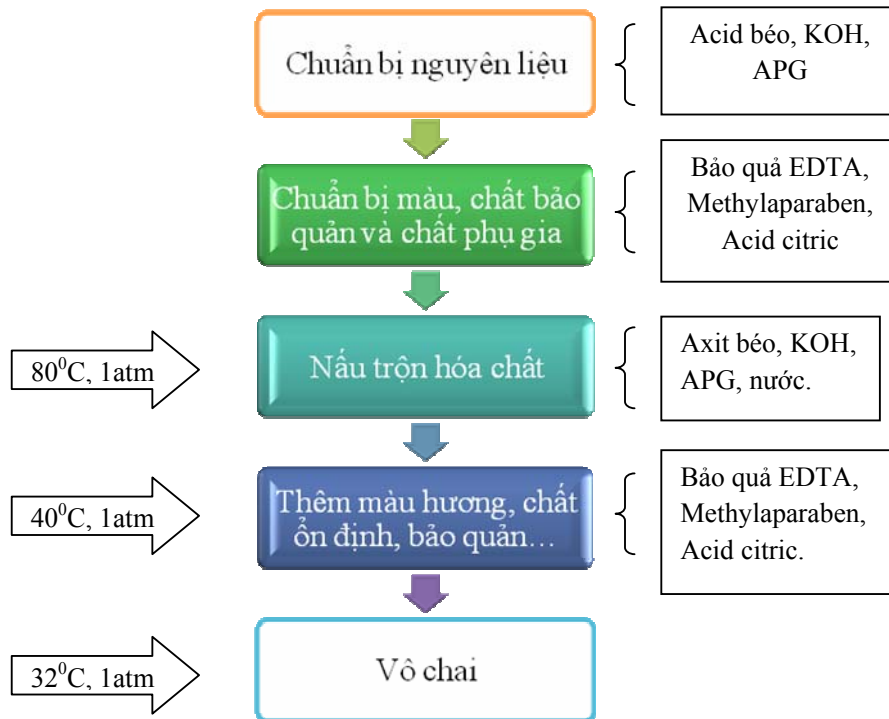 Chuẩn bị nguyên liệu
Acid béo, KOH,
APG
Chuẩn bị màu, chất bảo
quản và chất phụ gia
Bảo quả EDTA,
Methylaparaben,
Acid citric
80⁰C, 1atm
Nấu trộn hóa chất
Axit béo, KOH,
APG, nước.
40⁰C, 1atm
Thêm màu hương, chất
ổn định, bảo quản…
Bảo quả EDTA,
Methylaparaben,
Acid citric.
32⁰C, 1atm
Vô chai